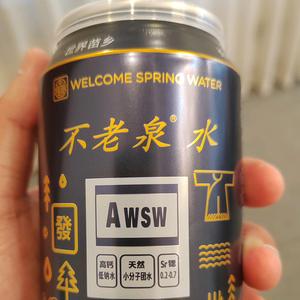 世界苗乡
WELCOME SPRING WATER
不老泉® 水
Awsw
發
高钙 天然 Sr锶
低钠水 小分子团水 0.2-0.7